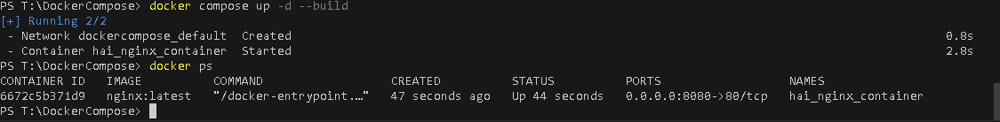 PS T:\DockerCompose> docker compose up -d --build
[+] Running 2/2
 - Network dockercompose_default  Created 0.8s
 - Container hai_nginx_container  Started 2.8s
PS T:\DockerCompose> docker ps
CONTAINER ID   IMAGE          COMMAND                  CREATED          STATUS          PORTS                  NAMES
6672c5b371d9   nginx:latest   "/docker-entrypoint.…"   47 seconds ago   Up 44 seconds   0.0.0.0:8080->80/tcp   hai_nginx_container
PS T:\DockerCompose>